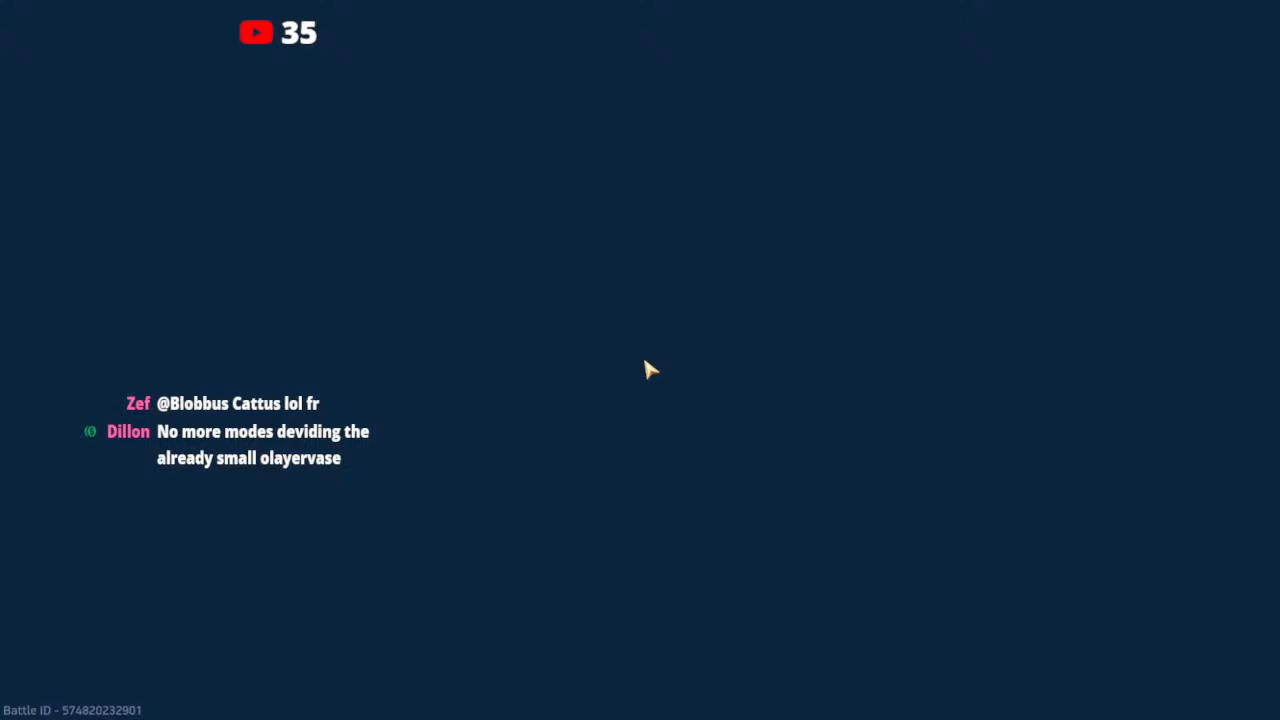 35
Zef @Blobbus Cattus lol fr
Dillon No more modes deviding the
already small olayervase
Battle ID - 574820232901